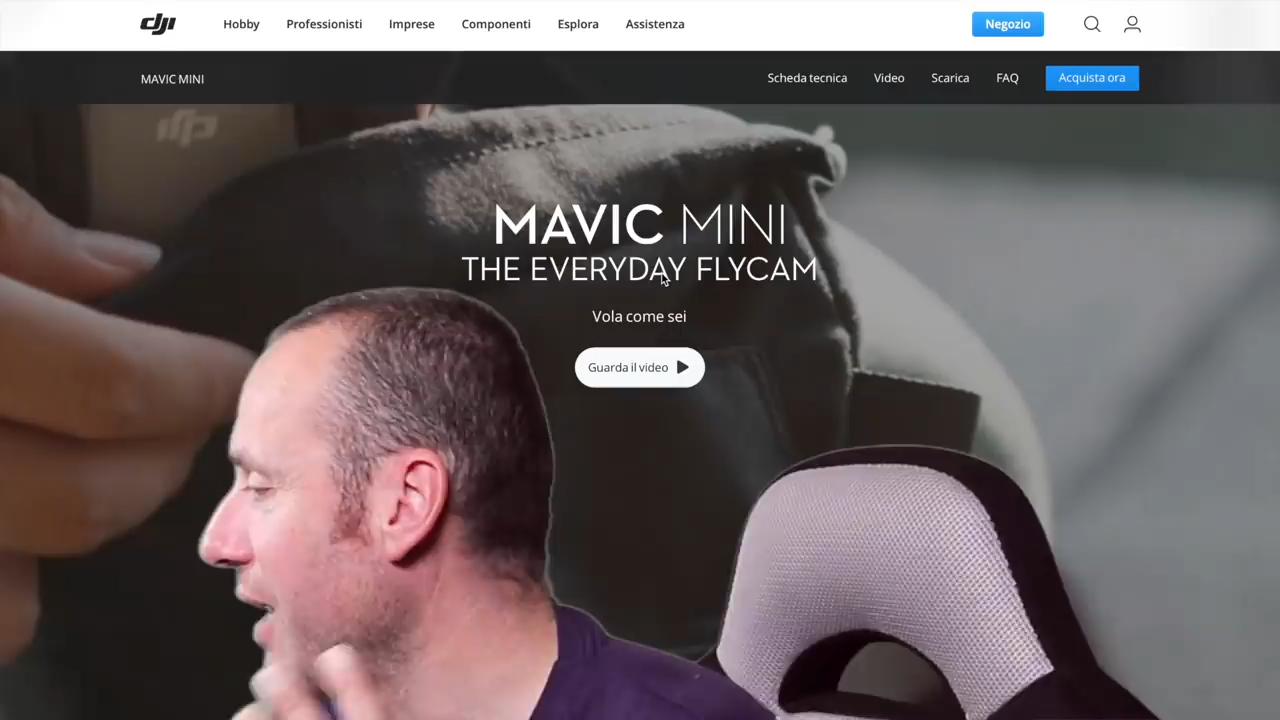 dji
Hobby Professionisti Imprese Componenti Esplora Assistenza Negozio
MAVIC MINI Scheda tecnica Video Scarica FAQ Acquista ora
dji
MAVIC MINI
THE EVERYDAY FLYCAM
Vola come sei
Guarda il video